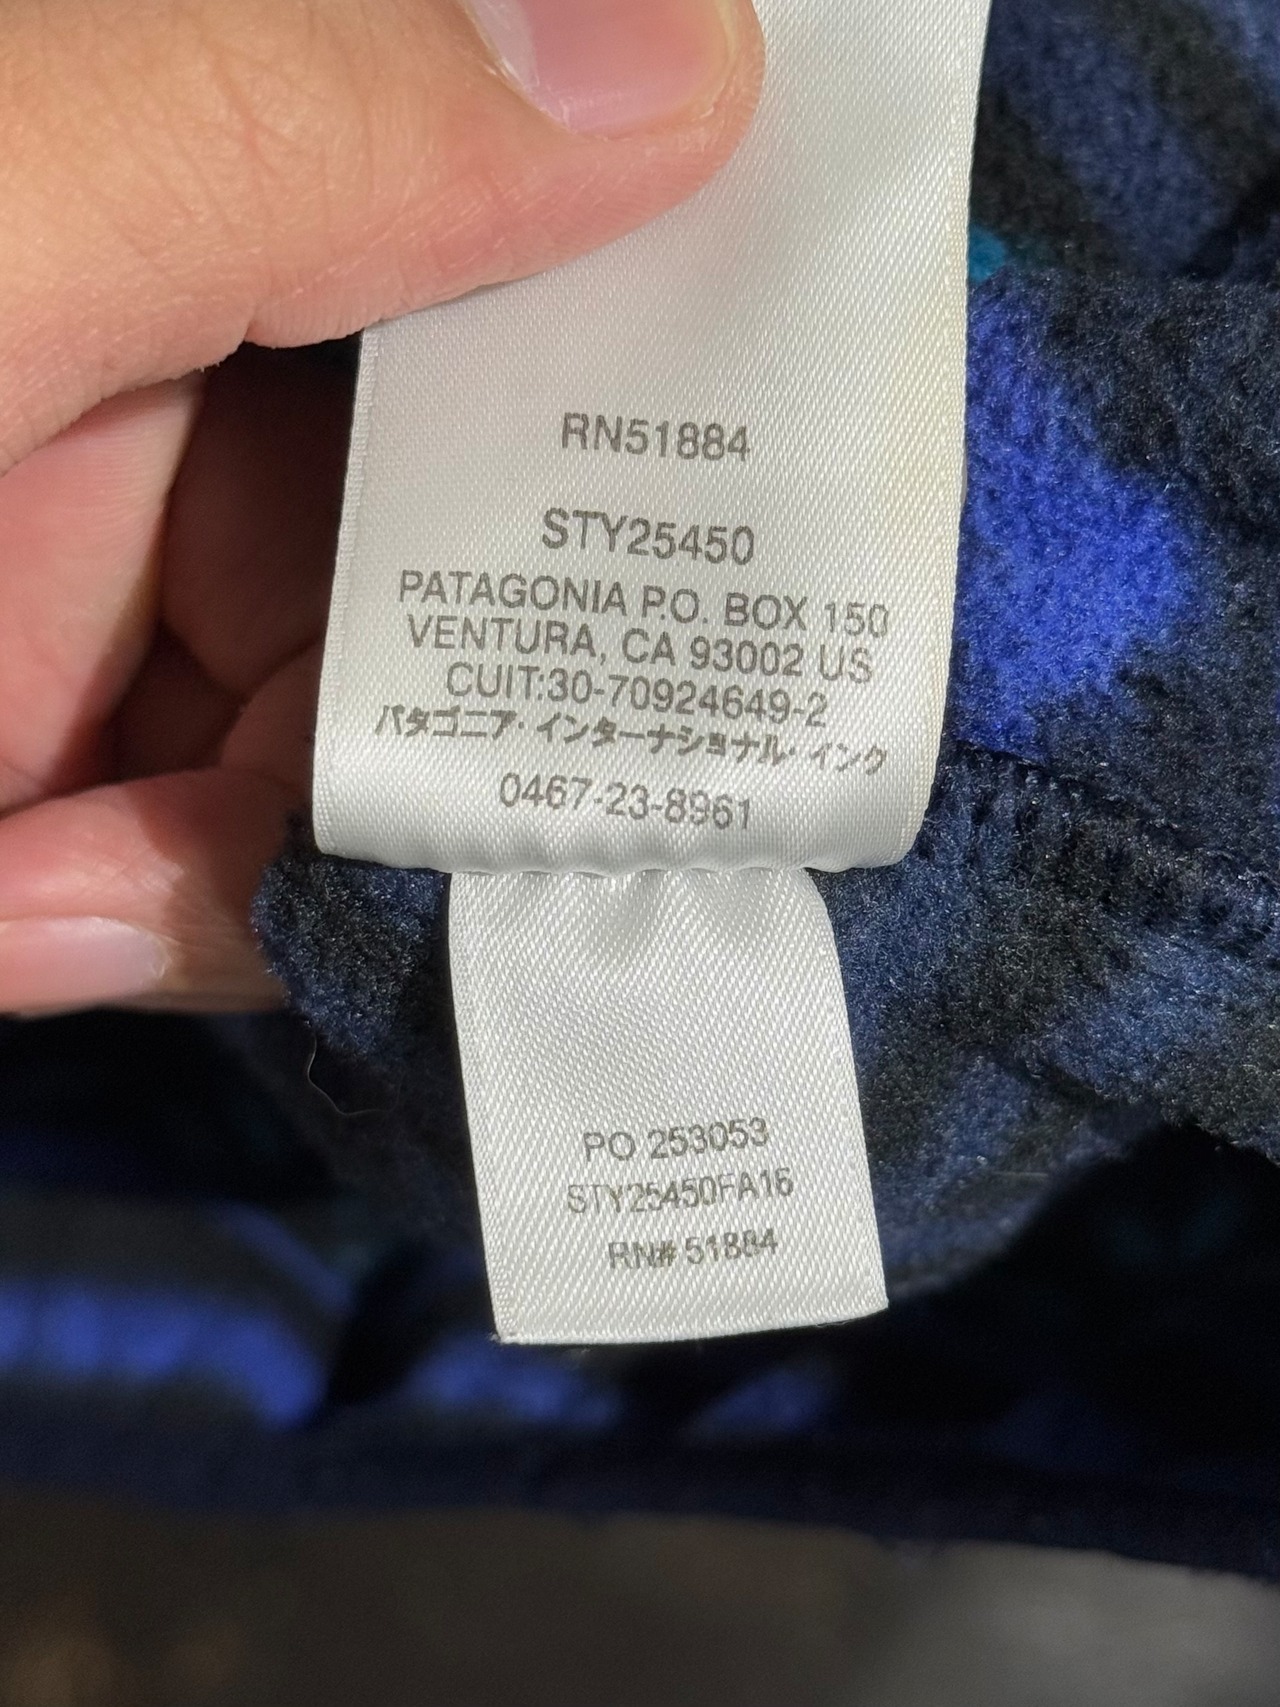 RN51884
STY25450
PATAGONIA P.O. BOX 150
VENTURA, CA 93002 US
CUIT:30-70924649-2
パタゴニア・インターナショナル・インク
0467-23-8961
PO 253053
STY25450FA16
RN# 51884